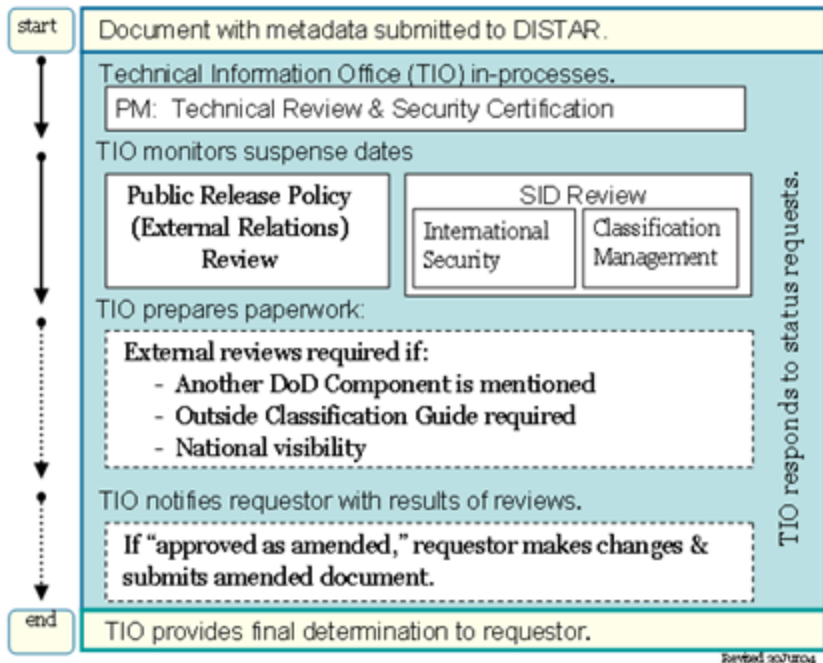 start
Document with metadata submitted to DISTAR.
Technical Information Office (TIO) in-processes.
PM: Technical Review & Security Certification
TIO monitors suspense dates
Public Release Policy
(External Relations)
Review
SID Review
International
Security
Classification
Management
TIO prepares paperwork:
External reviews required if:
- Another DoD Component is mentioned
- Outside Classification Guide required
- National visibility
TIO notifies requestor with results of reviews.
If “approved as amended,” requestor makes changes &
submits amended document.
TIO responds to status requests.
end
TIO provides final determination to requestor.
Revised